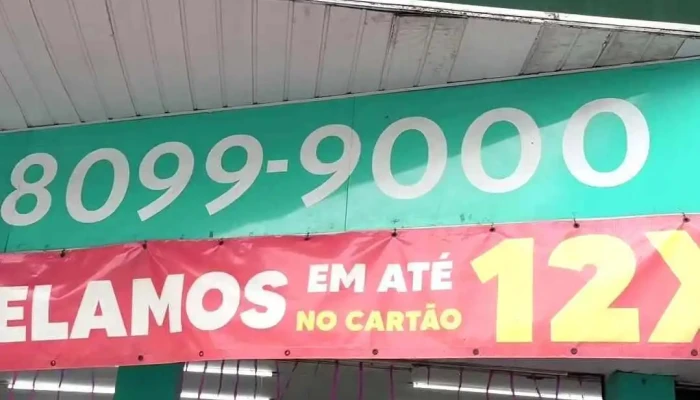 8099-9000
ELAMOS EM ATÉ 12X
NO CARTÃO